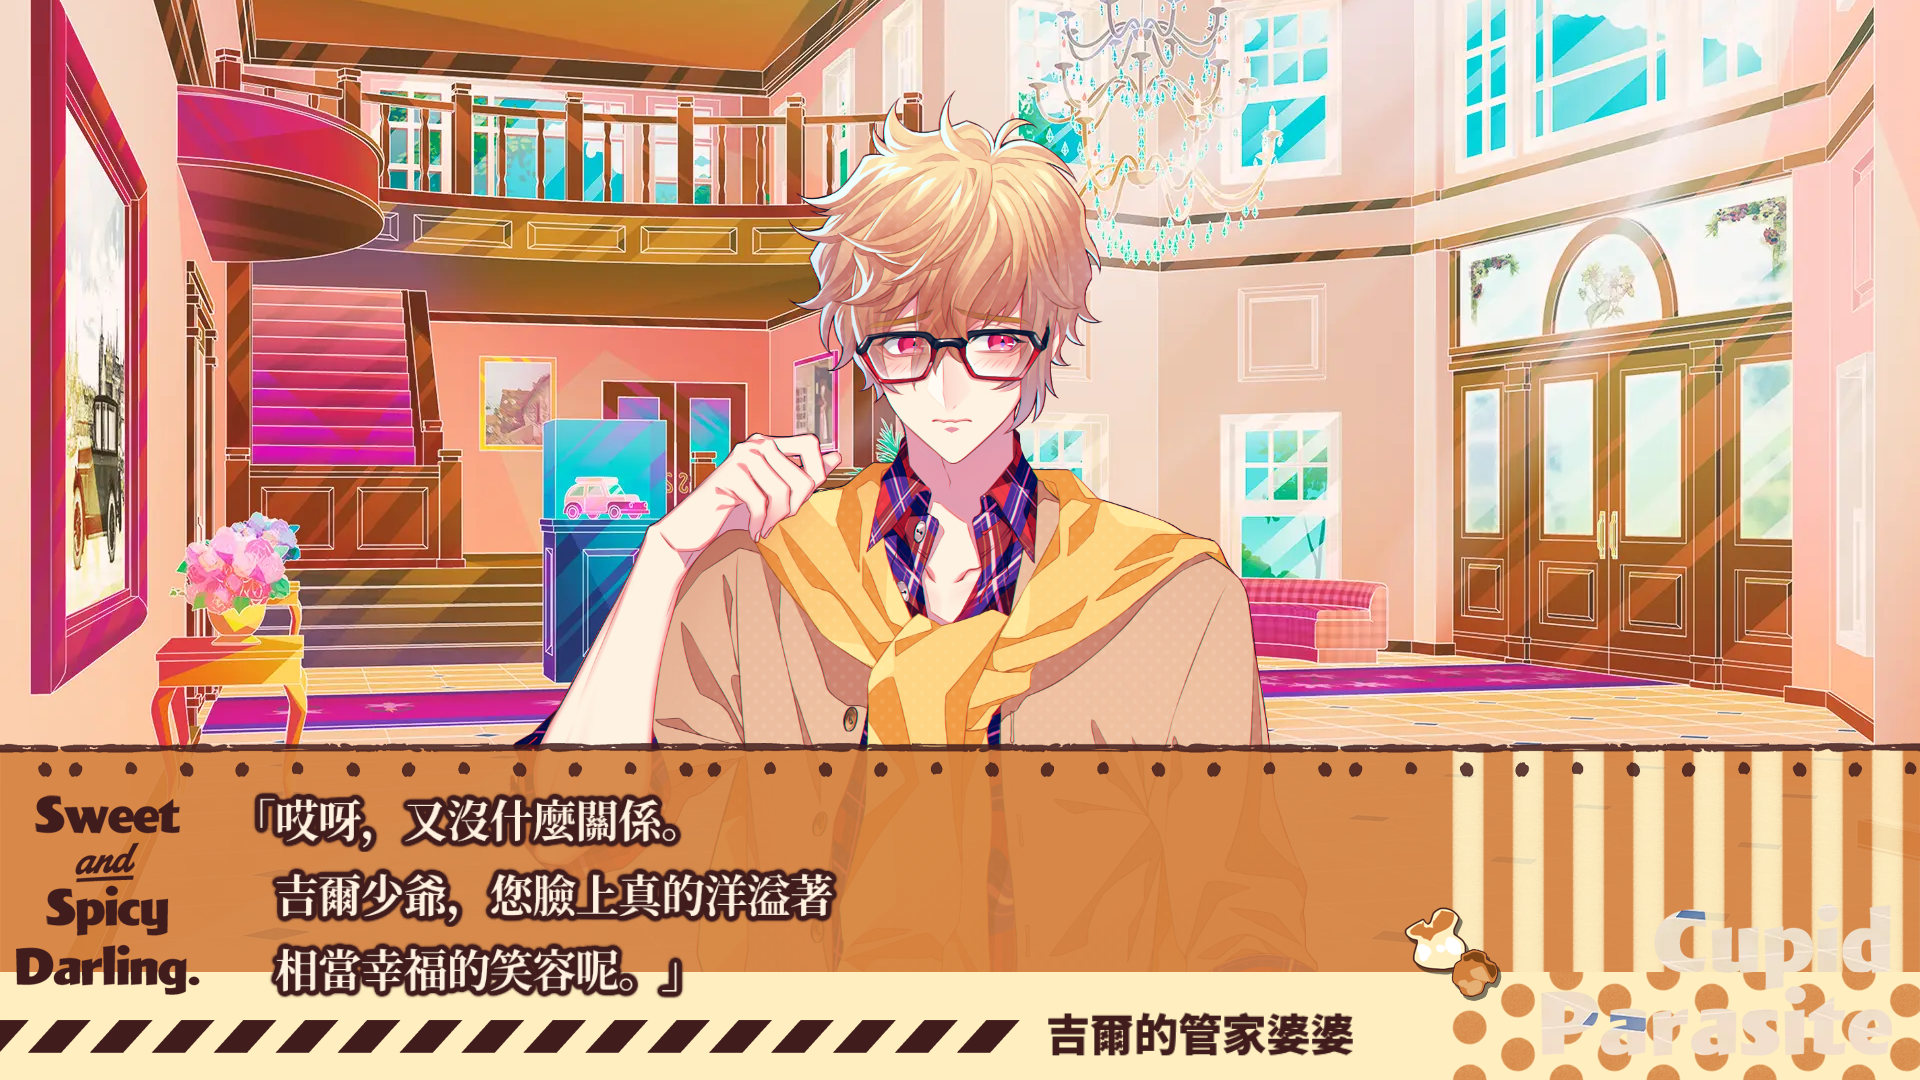 Sweet
and
Spicy
Darling.
「哎呀，又沒什麼關係。
吉爾少爺，您臉上真的洋溢著
相當幸福的笑容呢。」
吉爾的管家婆婆
Cupid
Parasite